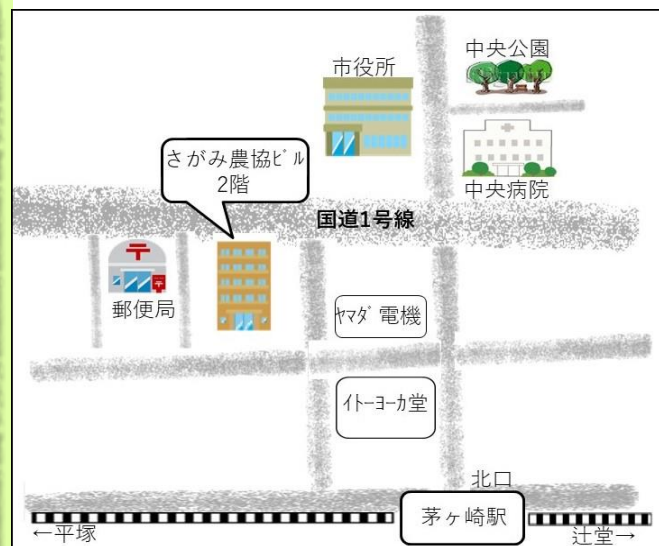 中央公園
市役所
さがみ農協ビル
2階
中央病院
国道1号線
郵便局
ﾔﾏﾀﾞ電機
ｲﾄｰﾖｰｶ堂
北口
茅ヶ崎駅
←平塚
辻堂→